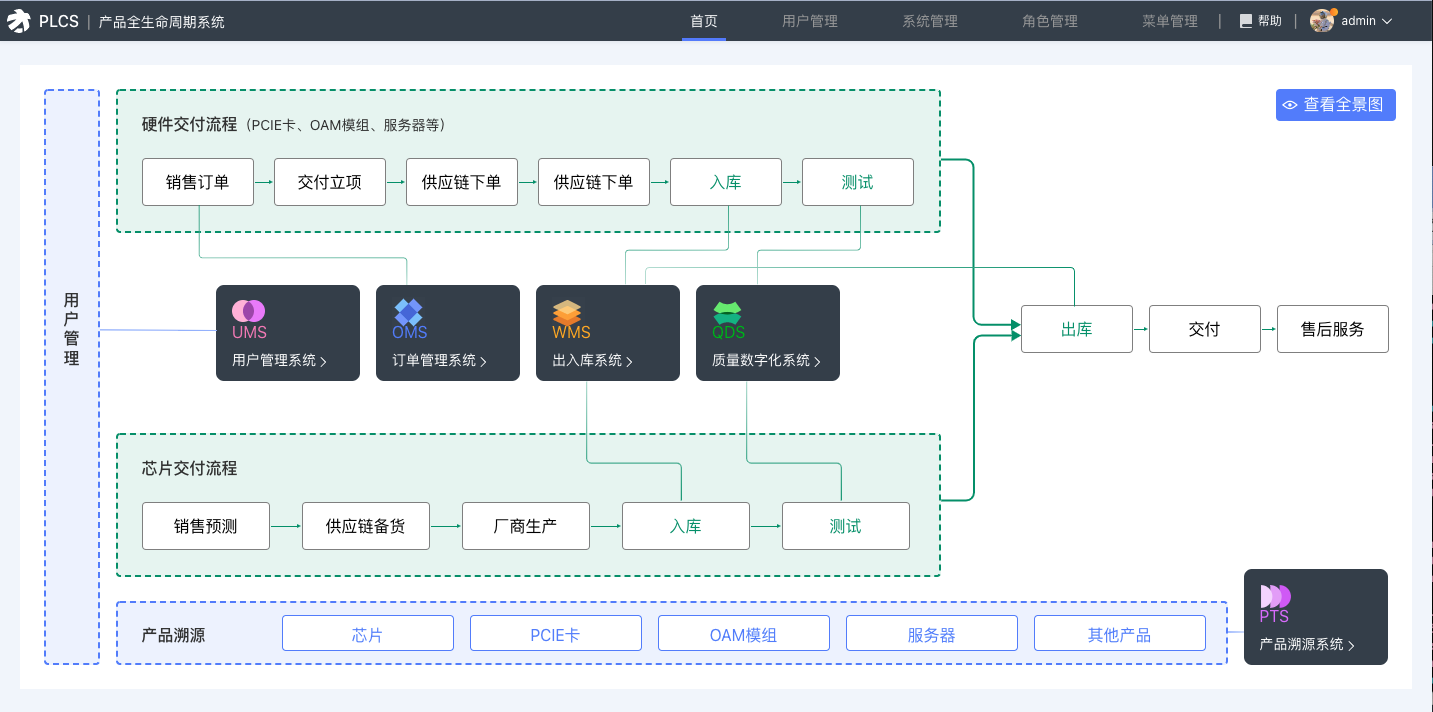 PLCS | 产品全生命周期系统
首页
用户管理
系统管理
角色管理
菜单管理
帮助
admin
查看全景图
用户管理
硬件交付流程（PCIE卡、OAM模组、服务器等）
销售订单
交付立项
供应链下单
供应链下单
入库
测试
UMS
用户管理系统
OMS
订单管理系统
WMS
出入库系统
QDS
质量数字化系统
出库
交付
售后服务
芯片交付流程
销售预测
供应链备货
厂商生产
入库
测试
产品溯源
芯片
PCIE卡
OAM模组
服务器
其他产品
PTS
产品溯源系统